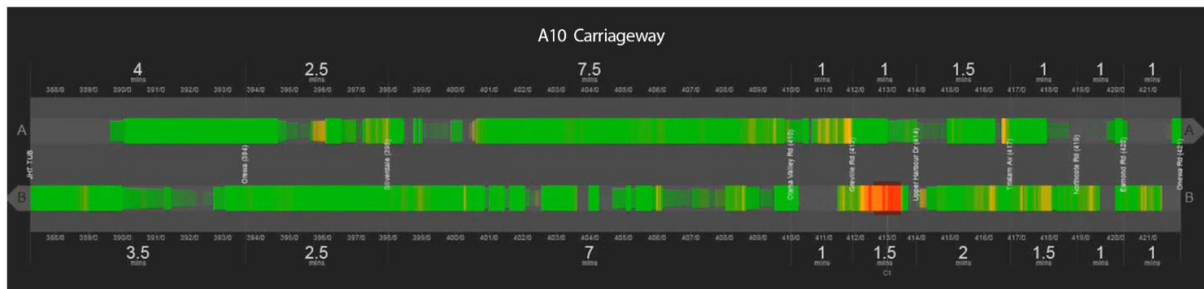 A10 Carriageway
4 2.5 7.5 1 1 1.5 1 1 1
mins mins mins mins mins mins mins mins mins
388/0 389/0 390/0 391/0 392/0 393/0 394/0 395/0 396/0 397/0 398/0 399/0 400/0 401/0 402/0 403/0 404/0 405/0 406/0 407/0 408/0 409/0 410/0 411/0 412/0 413/0 414/0 415/0 416/0 417/0 418/0 419/0 420/0 421/0
A A
JHT TUB Orewa (394) Silverdale (398) Oteha Valley Rd (410) Greville Rd (412) Upper Harbour Dr (414) Tristam Av (417) Northcote Rd (419) Esmond Rd (420) Onewa Rd (421)
B B
388/0 389/0 390/0 391/0 392/0 393/0 394/0 395/0 396/0 397/0 398/0 399/0 400/0 401/0 402/0 403/0 404/0 405/0 406/0 407/0 408/0 409/0 410/0 411/0 412/0 413/0 414/0 415/0 416/0 417/0 418/0 419/0 420/0 421/0
3.5 2.5 7 1 1.5 2 1.5 1 1
mins mins mins mins mins mins mins mins mins
C1